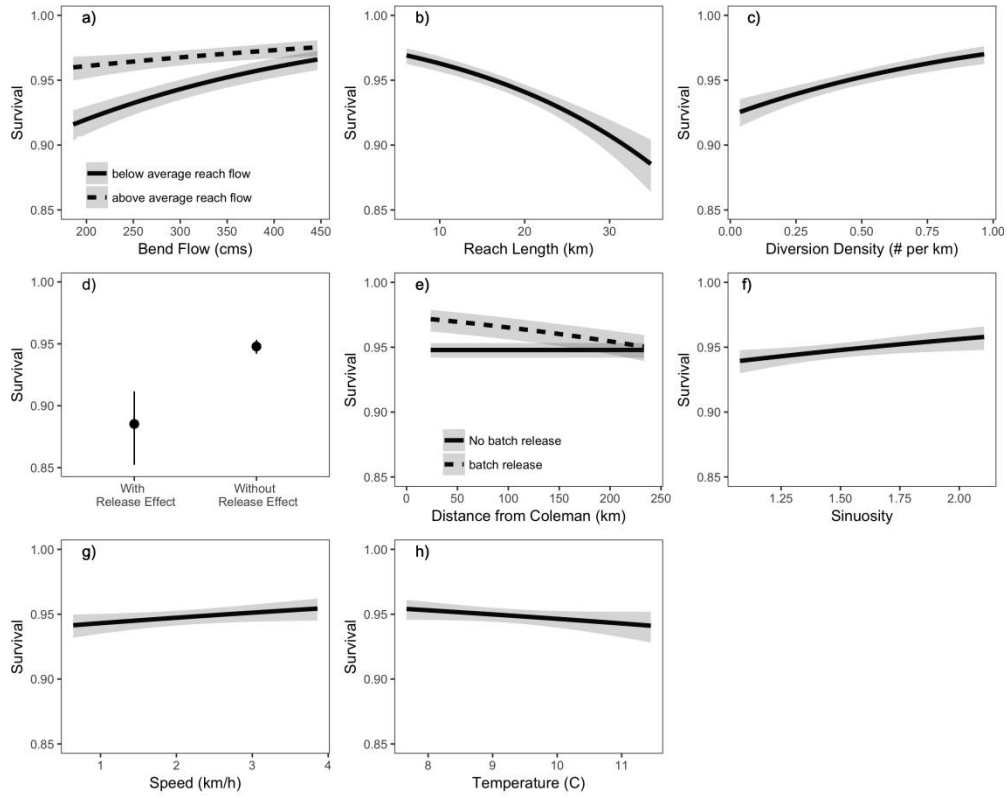 a)
1.00
0.95
0.90
0.85
Survival
below average reach flow
above average reach flow
200 250 300 350 400 450
Bend Flow (cms)
b)
1.00
0.95
0.90
0.85
Survival
10 20 30
Reach Length (km)
c)
1.00
0.95
0.90
0.85
Survival
0.00 0.25 0.50 0.75 1.00
Diversion Density (# per km)
d)
1.00
0.95
0.90
0.85
Survival
With Without
Release Effect Release Effect
e)
1.00
0.95
0.90
0.85
Survival
No batch release
batch release
0 50 100 150 200 250
Distance from Coleman (km)
f)
1.00
0.95
0.90
0.85
Survival
1.25 1.50 1.75 2.00
Sinuosity
g)
1.00
0.95
0.90
0.85
Survival
1 2 3 4
Speed (km/h)
h)
1.00
0.95
0.90
0.85
Survival
8 9 10 11
Temperature (C)